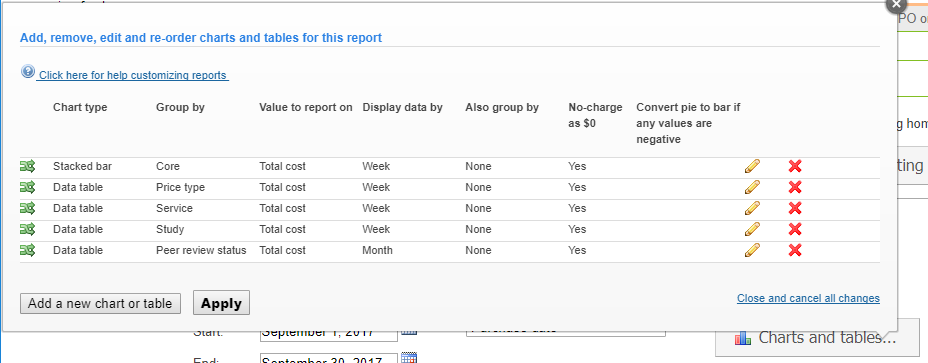 PO
Add, remove, edit and re-order charts and tables for this report
Click here for help customizing reports
Chart type Group by Value to report on Display data by Also group by No-charge as $0 Convert pie to bar if any values are negative
Stacked bar Core Total cost Week None Yes
Data table Price type Total cost Week None Yes
Data table Service Total cost Week None Yes
Data table Study Total cost Week None Yes
Data table Peer review status Total cost Month None Yes
Add a new chart or table Apply Close and cancel all changes
Start: September 1, 2017
Charts and tables...
End: September 30, 2017